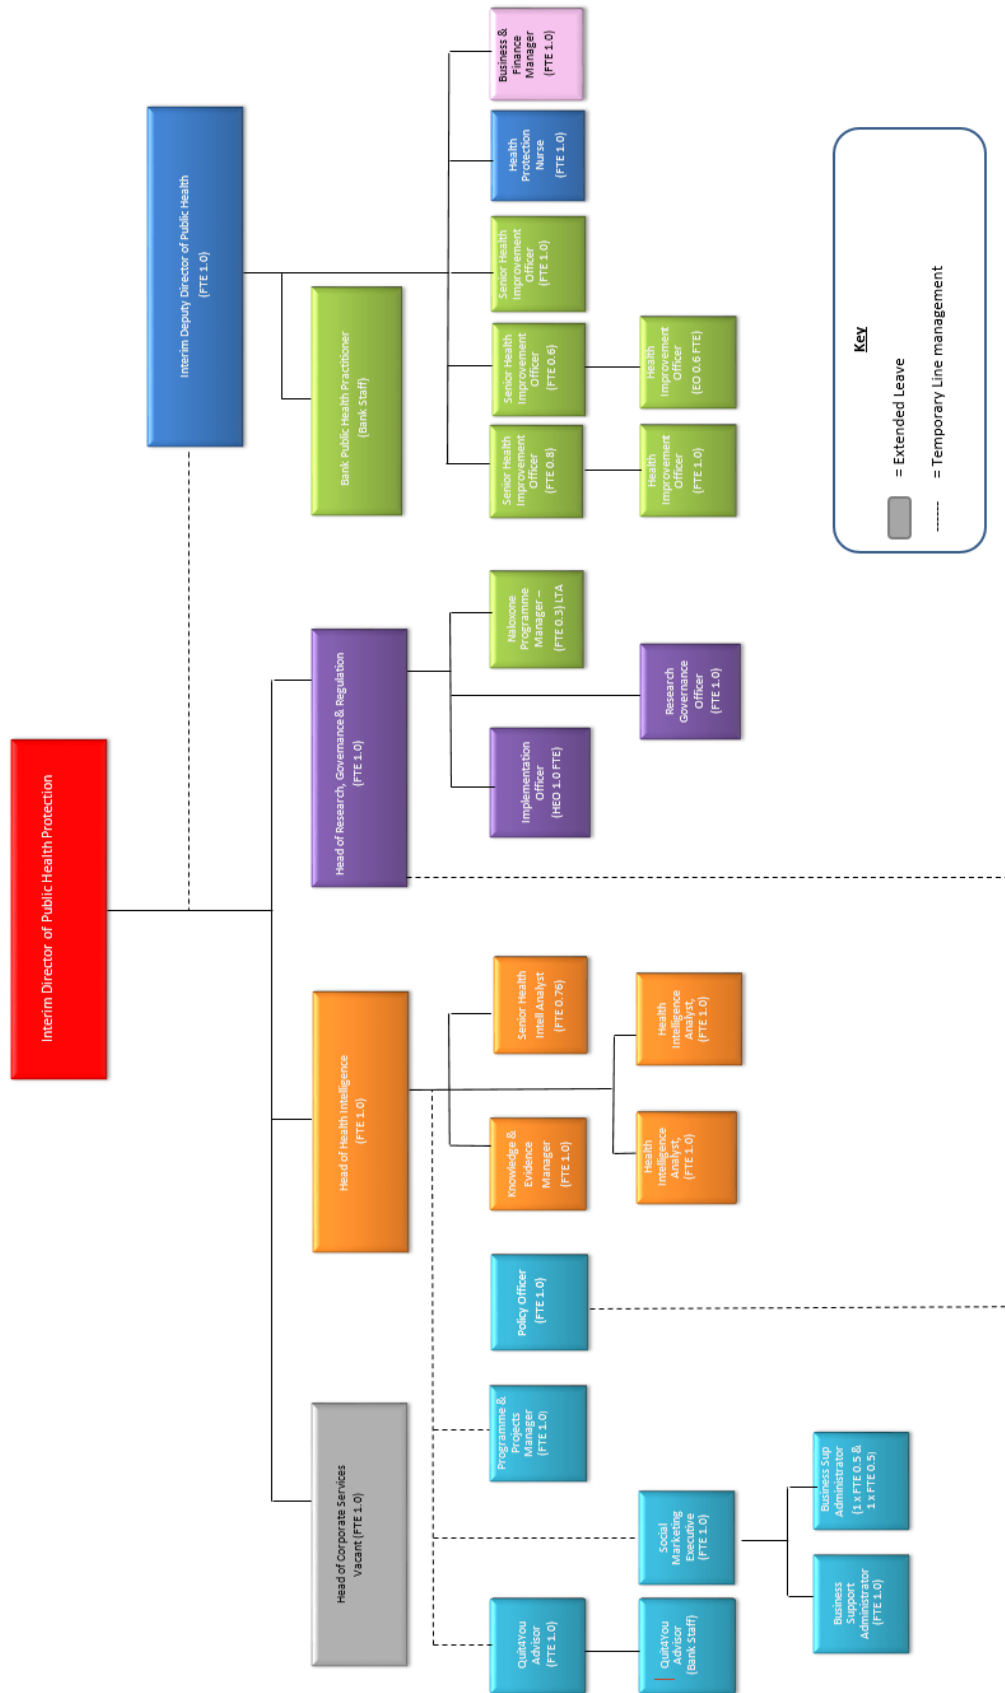 Interim Director of Public Health Protection
Interim Deputy Director of Public Health
(FTE 1.0)
Head of Corporate Services
Vacant (FTE 1.0)
Head of Health Intelligence
(FTE 1.0)
Head of Research, Governance & Regulation
(FTE 1.0)
Bank Public Health Practitioner
(Bank Staff)
Quit4You
Advisor
(FTE 1.0)
Programme &
Projects
Manager
(FTE 1.0)
Policy Officer
(FTE 1.0)
Knowledge &
Evidence
Manager
(FTE 1.0)
Senior Health
Intell Analyst
(FTE 0.76)
Implementation
Officer
(HEO 1.0 FTE)
Naloxone
Programme
Manager –
(FTE 0.3) LTA
Senior Health
Improvement
Officer
(FTE 0.8)
Senior Health
Improvement
Officer
(FTE 0.6)
Senior Health
Improvement
Officer
(FTE 1.0)
Health
Protection
Nurse
(FTE 1.0)
Business &
Finance
Manager
(FTE 1.0)
Quit4You
Advisor
(Bank Staff)
Social
Marketing
Executive
(FTE 1.0)
Health
Intelligence
Analyst,
(FTE 1.0)
Health
Intelligence
Analyst,
(FTE 1.0)
Research
Governance
Officer
(FTE 1.0)
Health
Improvement
Officer
(FTE 1.0)
Health
Improvement
Officer
(EO 0.6 FTE)
Business
Support
Administrator
(FTE 1.0)
Business Sup
Administrator
(1 x FTE 0.5 &
1 x FTE 0.5)
Key
= Extended Leave
= Temporary Line management